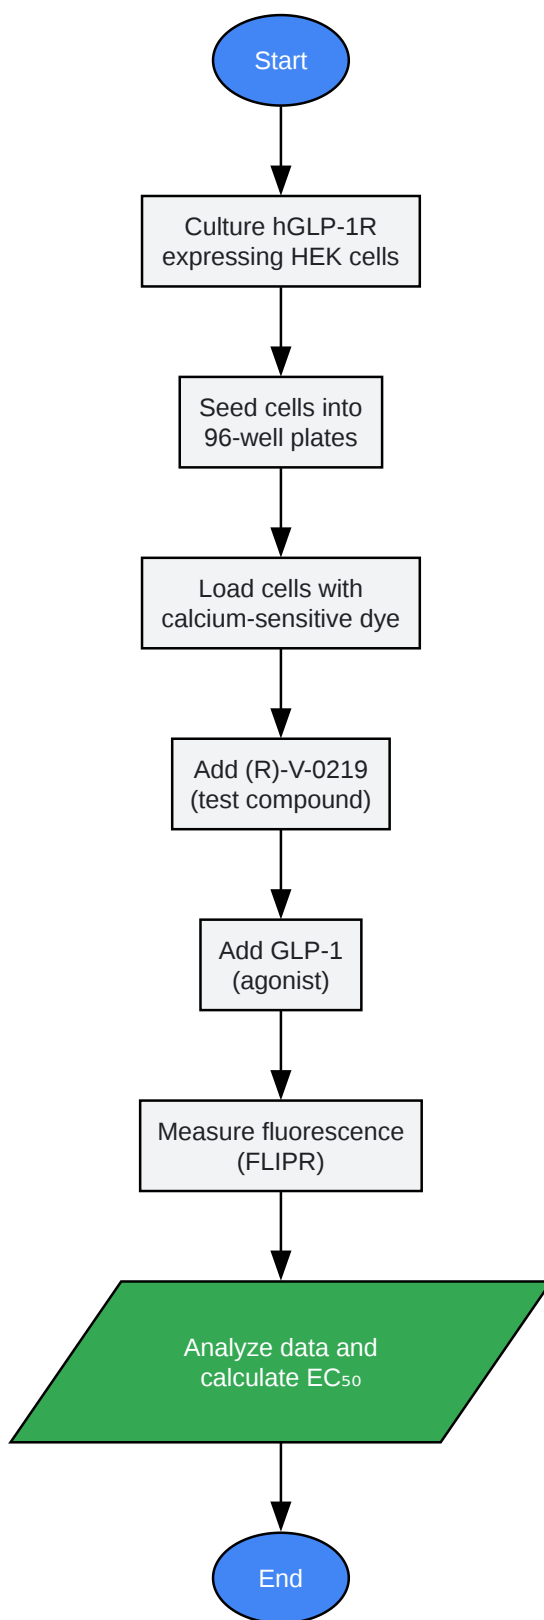 Start
Culture hGLP-1R
expressing HEK cells
Seed cells into
96-well plates
Load cells with
calcium-sensitive dye
Add (R)-V-0219
(test compound)
Add GLP-1
(agonist)
Measure fluorescence
(FLIPR)
Analyze data and
calculate EC₅₀
End